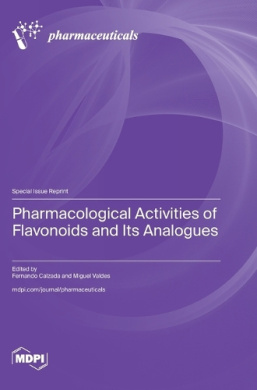 pharmaceuticals
Special Issue Reprint
Pharmacological Activities of
Flavonoids and Its Analogues
Edited by
Fernando Calzada and Miguel Valdes
mdpi.com/journal/pharmaceuticals
MDPI